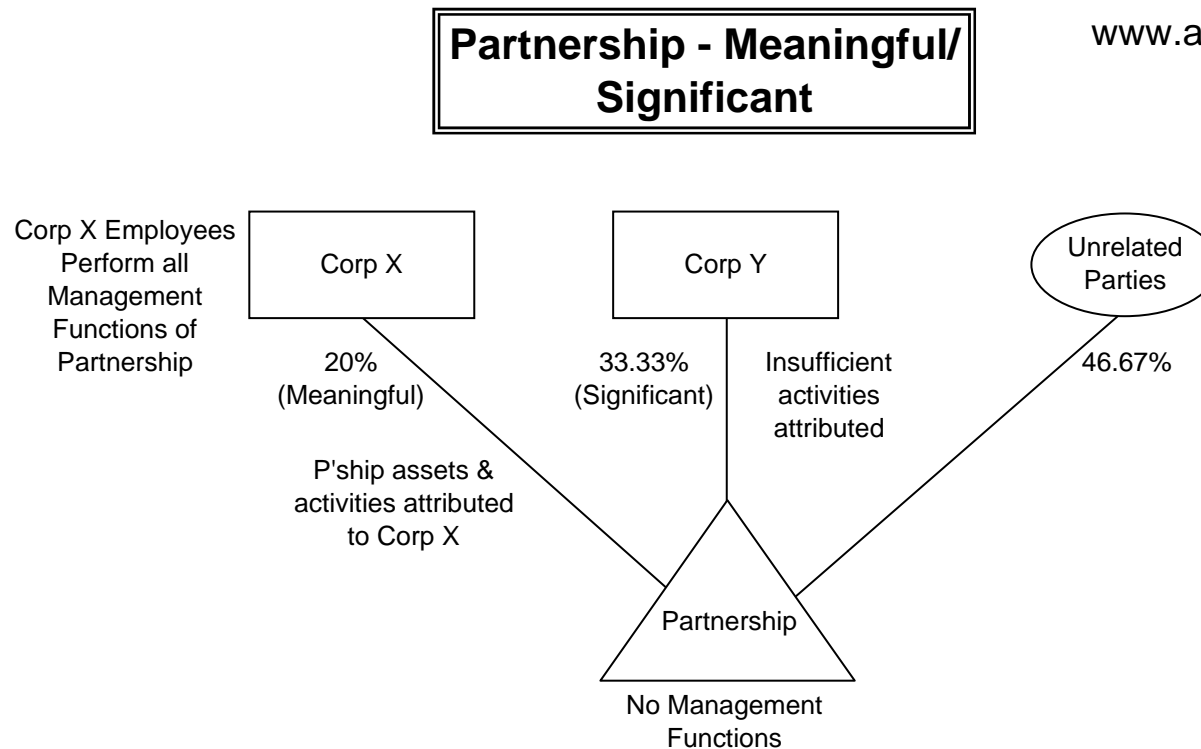 Partnership - Meaningful/
Significant
www.a
Corp X Employees
Perform all
Management
Functions of
Partnership
Corp X
Corp Y
Unrelated
Parties
20%
(Meaningful)
33.33%
(Significant)
Insufficient
activities
attributed
46.67%
P'ship assets &
activities attributed
to Corp X
Partnership
No Management
Functions